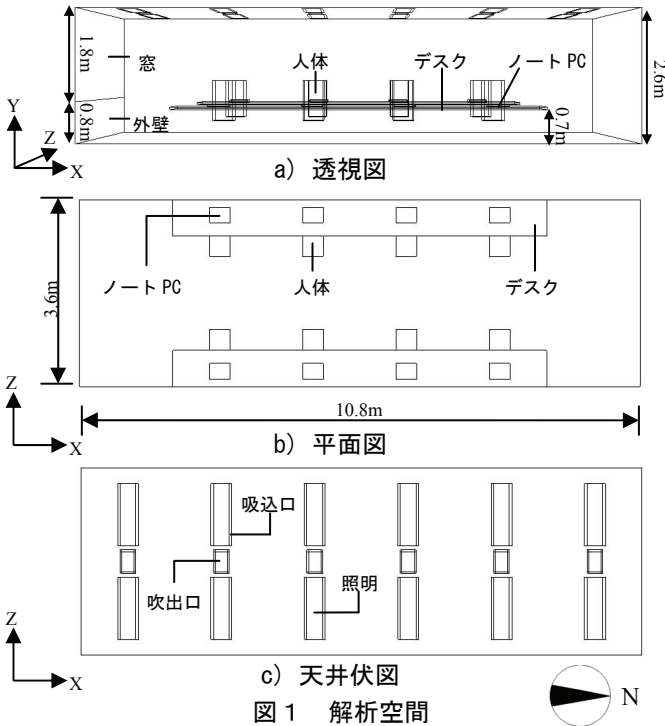 1.8m
窓
人体
デスク
ノート PC
2.6m
0.8m
外壁
0.7m
Y
Z
X
a) 透視図
3.6m
ノート PC
人体
デスク
Z
X
10.8m
b) 平面図
吸込口
吹出口
照明
Z
X
c) 天井伏図
図 1 解析空間
N